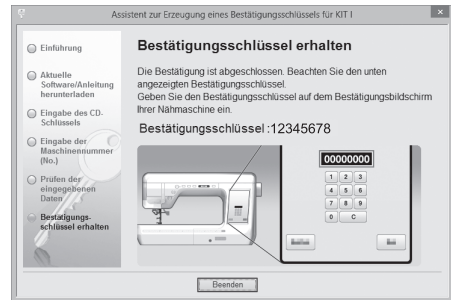 Assistent zur Erzeugung eines Bestätigungsschlüssels für KIT I
Einführung
Aktuelle
Software/Anleitung
herunterladen
Eingabe des CD-
Schlüssels
Eingabe der
Maschinennummer
(No.)
Prüfen der
eingegebenen
Daten
Bestätigungs-
schlüssel erhalten
Bestätigungsschlüssel erhalten
Die Bestätigung ist abgeschlossen. Beachten Sie den unten
angezeigten Bestätigungsschlüssel.
Geben Sie den Bestätigungsschlüssel auf dem Bestätigungsbildschirm
Ihrer Nähmaschine ein.
Bestätigungsschlüssel :12345678
00000000
1 2 3
4 5 6
7 8 9
0 C
Beenden